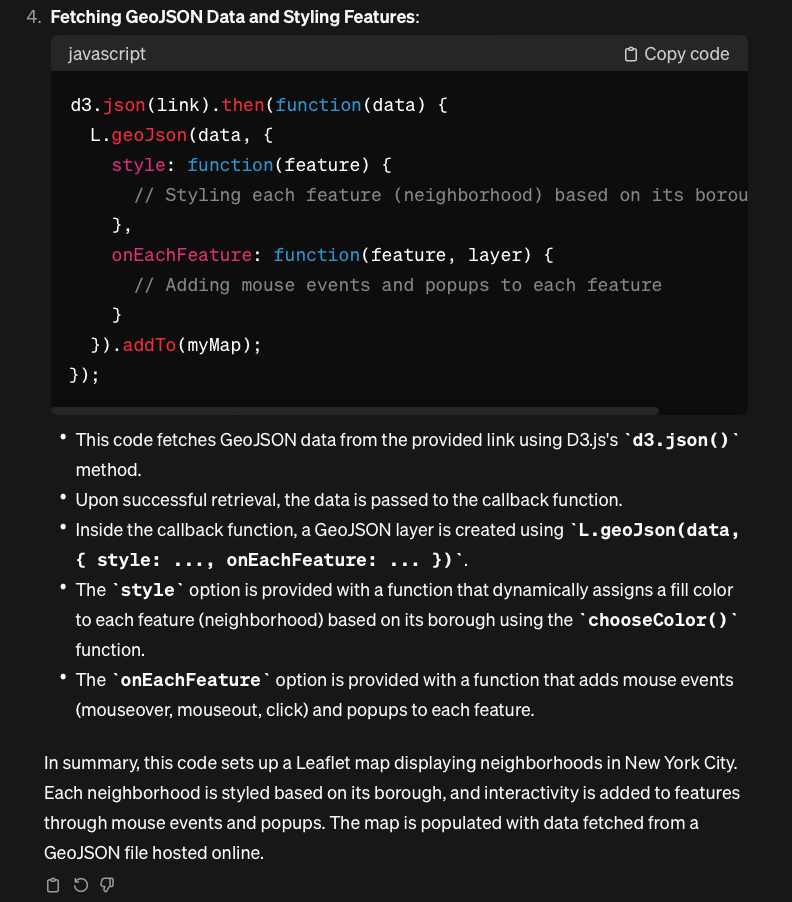 4. Fetching GeoJSON Data and Styling Features:
javascript Copy code
d3.json(link).then(function(data) {
  L.geoJson(data, {
    style: function(feature) {
      // Styling each feature (neighborhood) based on its borou
    },
    onEachFeature: function(feature, layer) {
      // Adding mouse events and popups to each feature
    }
  }).addTo(myMap);
});
• This code fetches GeoJSON data from the provided link using D3.js's `d3.json()`
method.
• Upon successful retrieval, the data is passed to the callback function.
• Inside the callback function, a GeoJSON layer is created using `L.geoJson(data,
{ style: ..., onEachFeature: ... })`.
• The `style` option is provided with a function that dynamically assigns a fill color
to each feature (neighborhood) based on its borough using the `chooseColor()`
function.
• The `onEachFeature` option is provided with a function that adds mouse events
(mouseover, mouseout, click) and popups to each feature.
In summary, this code sets up a Leaflet map displaying neighborhoods in New York City.
Each neighborhood is styled based on its borough, and interactivity is added to features
through mouse events and popups. The map is populated with data fetched from a
GeoJSON file hosted online.